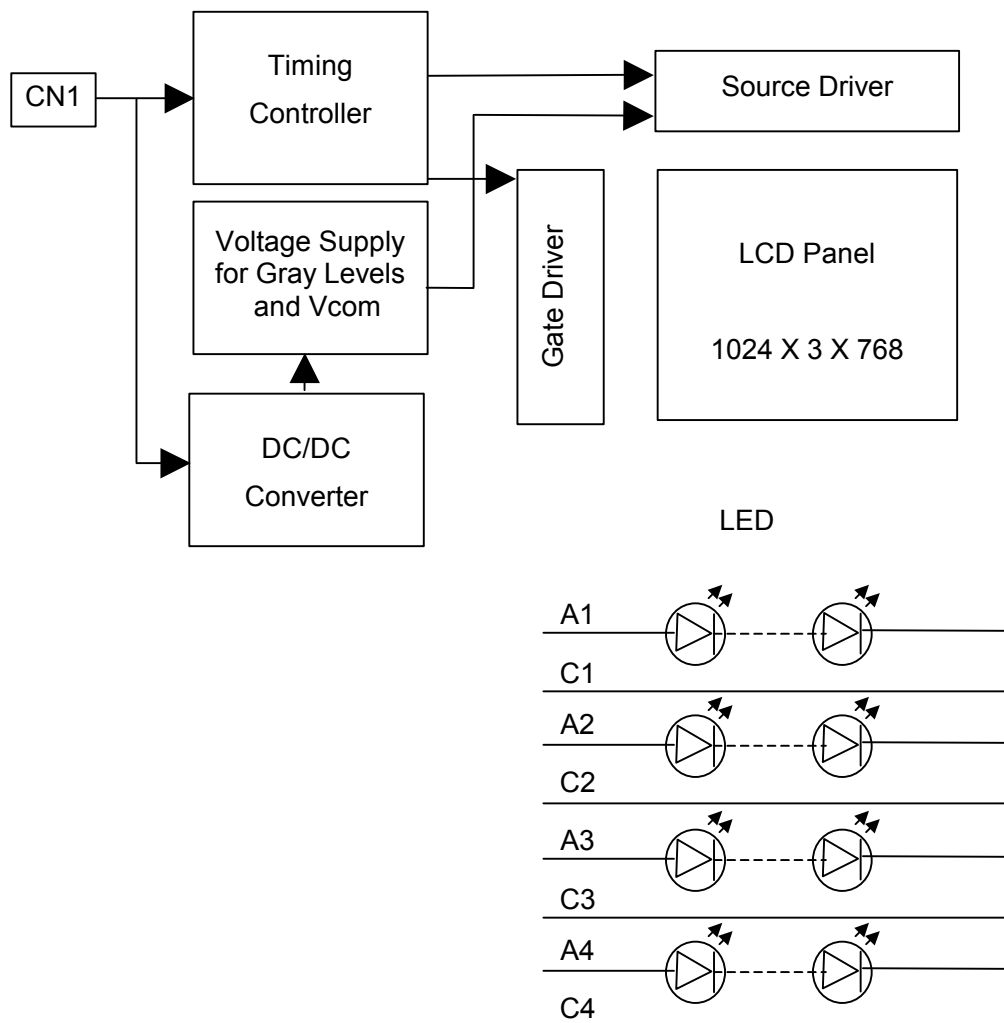 CN1
Timing
Controller
Source Driver
Voltage Supply
for Gray Levels
and Vcom
Gate Driver
LCD Panel
1024 X 3 X 768
DC/DC
Converter
LED
A1
C1
A2
C2
A3
C3
A4
C4